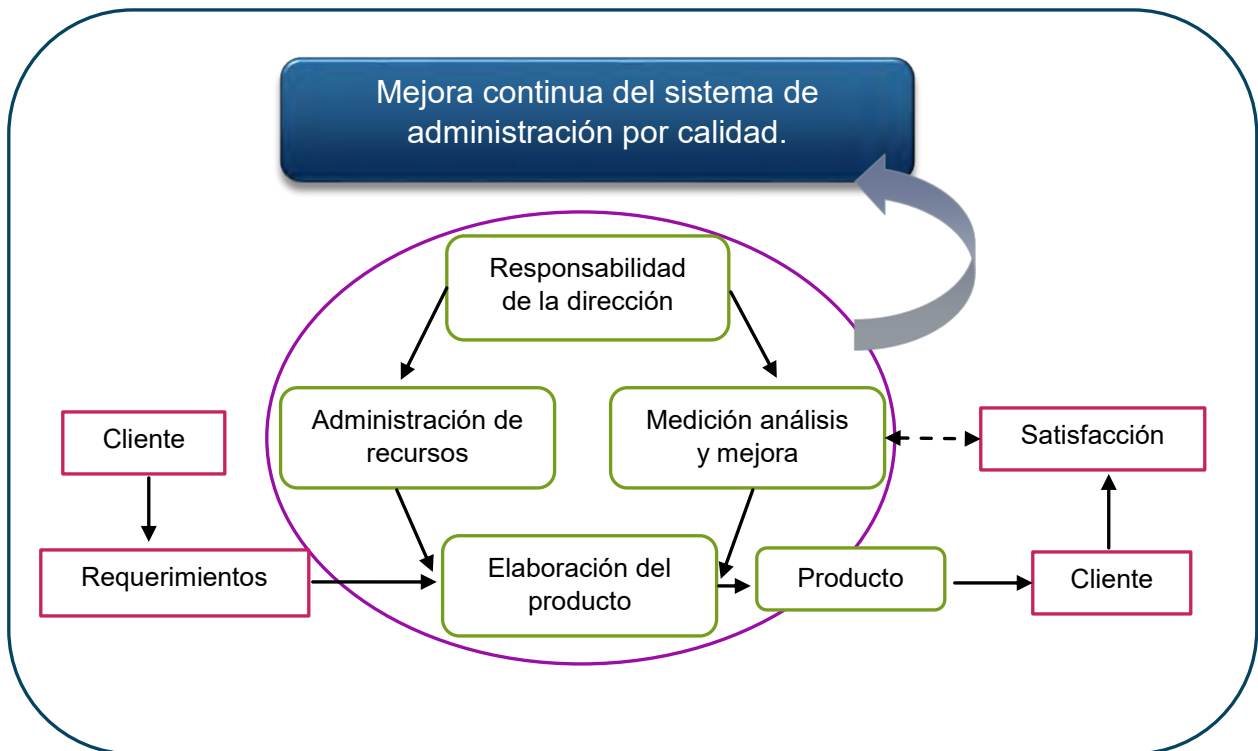 Mejora continua del sistema de
administración por calidad.
Responsabilidad
de la dirección
Administración de
recursos
Medición análisis
y mejora
Cliente
Satisfacción
Requerimientos
Elaboración del
producto
Producto
Cliente